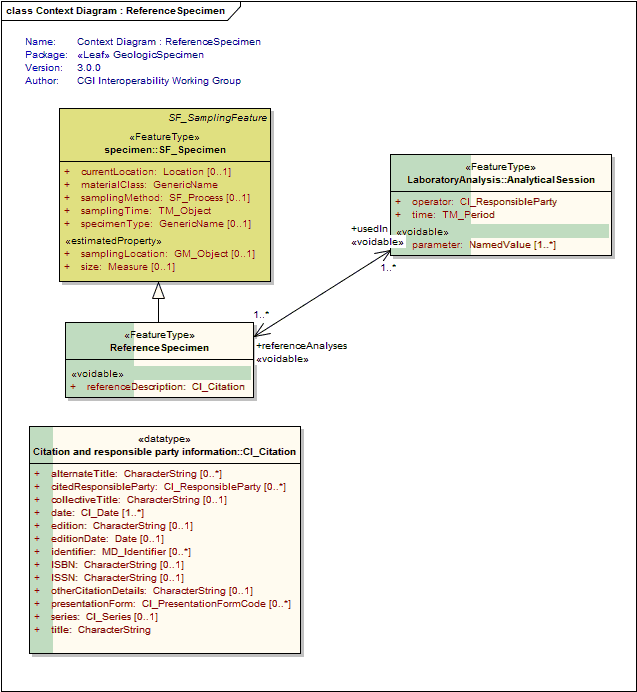 class Context Diagram : ReferenceSpecimen
Name: Context Diagram : ReferenceSpecimen
Package: «Leaf» GeologicSpecimen
Version: 3.0.0
Author: CGI Interoperability Working Group
SF_SamplingFeature
«FeatureType»
specimen::SF_Specimen
+ currentLocation: Location [0..1]
+ materialClass: GenericName
+ samplingMethod: SF_Process [0..1]
+ samplingTime: TM_Object
+ specimenType: GenericName [0..1]
«estimatedProperty»
+ samplingLocation: GM_Object [0..1]
+ size: Measure [0..1]
«FeatureType»
LaboratoryAnalysis::AnalyticalSession
+ operator: CI_ResponsibleParty
+ time: TM_Period
«voidable»
parameter: NamedValue [1..*]
+usedIn
«voidable»
1..*
1..*
+referenceAnalyses
«voidable»
«FeatureType»
ReferenceSpecimen
«voidable»
+ referenceDescription: CI_Citation
«datatype»
Citation and responsible party information::CI_Citation
+ alternateTitle: CharacterString [0..*]
+ citedResponsibleParty: CI_ResponsibleParty [0..*]
+ collectiveTitle: CharacterString [0..1]
+ date: CI_Date [1..*]
+ edition: CharacterString [0..1]
+ editionDate: Date [0..1]
+ identifier: MD_Identifier [0..*]
+ ISBN: CharacterString [0..1]
+ ISSN: CharacterString [0..1]
+ otherCitationDetails: CharacterString [0..1]
+ presentationForm: CI_PresentationFormCode [0..*]
+ series: CI_Series [0..1]
+ title: CharacterString